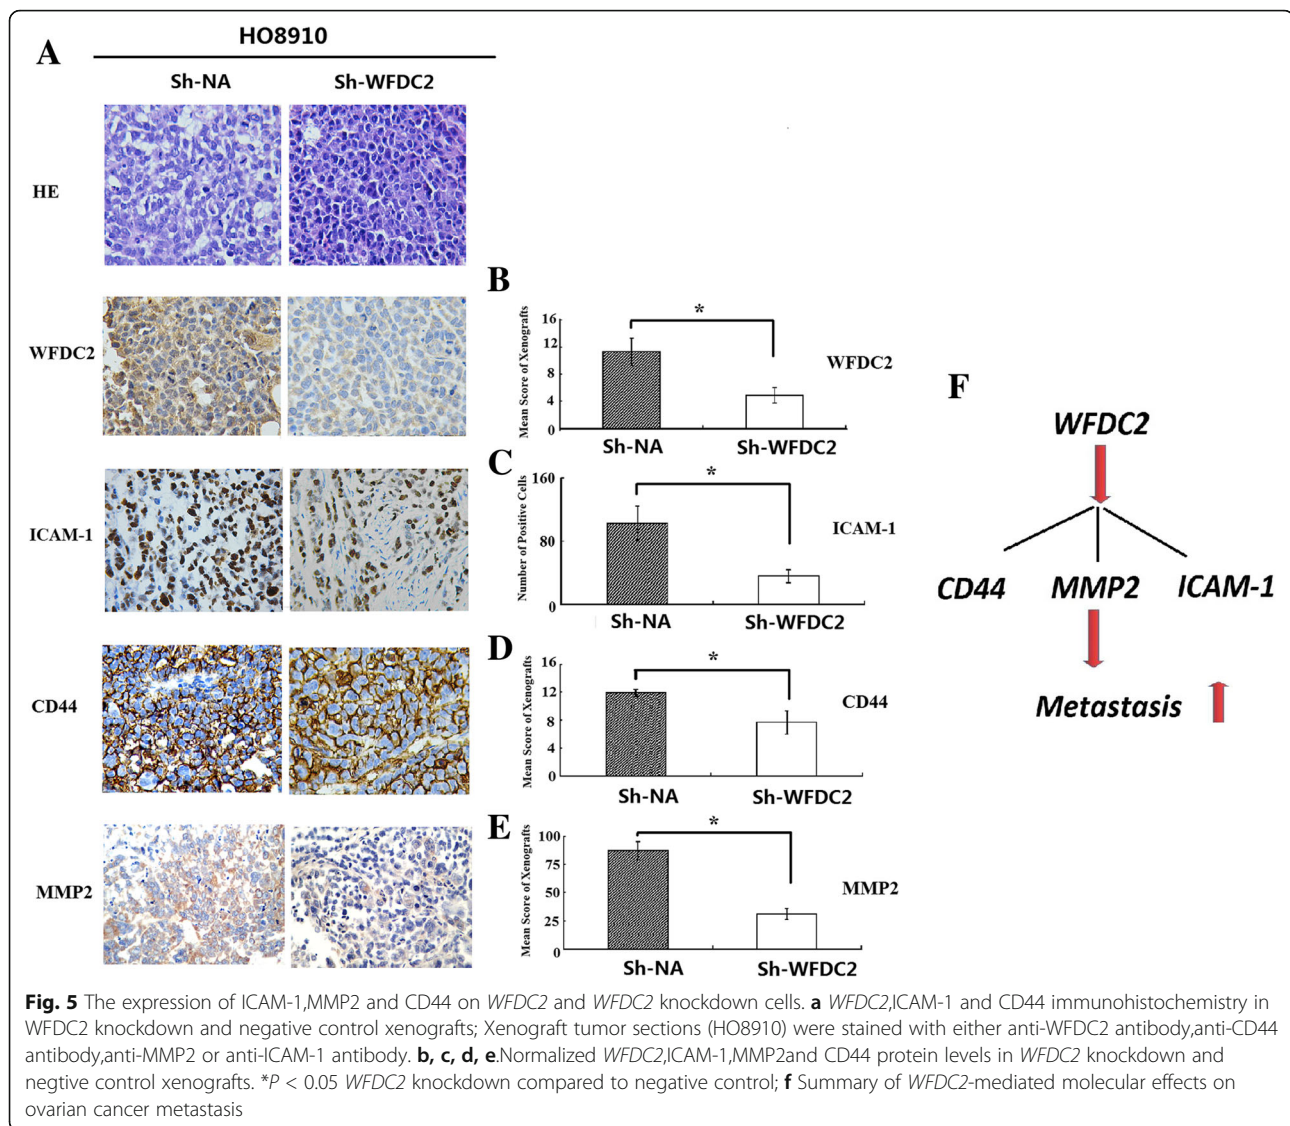 A
HO8910
Sh-NA Sh-WFDC2
HE
WFDC2
ICAM-1
CD44
MMP2
B
Mean Score of Xenografts
16
12
8
4
0
*
Sh-NA Sh-WFDC2
WFDC2
C
Number of Positive Cells
160
80
0
*
Sh-NA Sh-WFDC2
ICAM-1
D
Mean Score of Xenografts
16
12
8
4
0
*
Sh-NA Sh-WFDC2
CD44
E
Mean Score of Xenografts
100
75
50
25
0
*
Sh-NA Sh-WFDC2
MMP2
F
WFDC2
CD44 MMP2 ICAM-1
Metastasis
Fig. 5 The expression of ICAM-1,MMP2 and CD44 on WFDC2 and WFDC2 knockdown cells. a WFDC2,ICAM-1 and CD44 immunohistochemistry in
WFDC2 knockdown and negative control xenografts; Xenograft tumor sections (HO8910) were stained with either anti-WFDC2 antibody,anti-CD44
antibody,anti-MMP2 or anti-ICAM-1 antibody. b, c, d, e.Normalized WFDC2,ICAM-1,MMP2and CD44 protein levels in WFDC2 knockdown and
negtive control xenografts. *P < 0.05 WFDC2 knockdown compared to negative control; f Summary of WFDC2-mediated molecular effects on
ovarian cancer metastasis